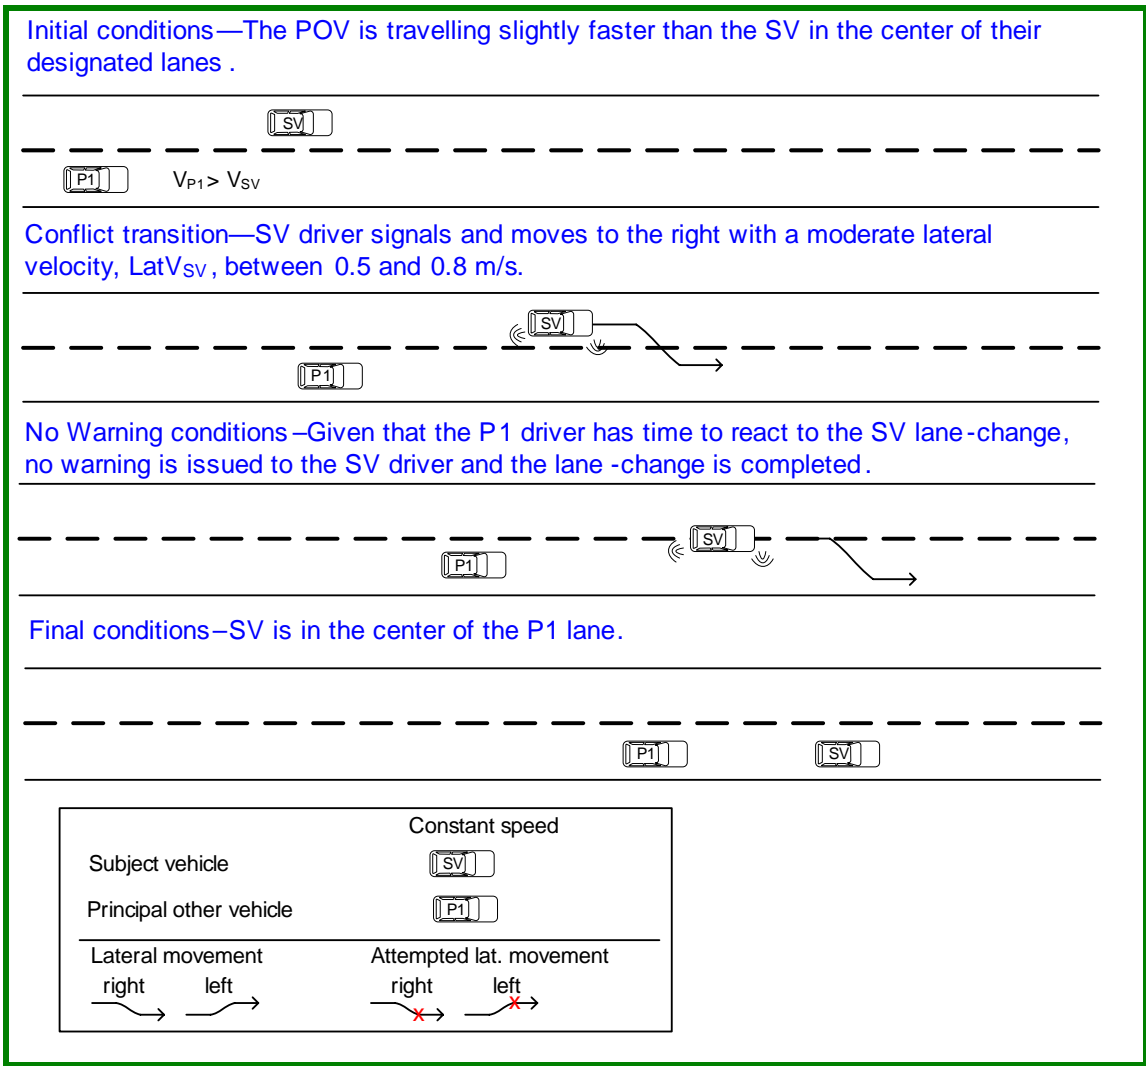 Initial conditions—The POV is travelling slightly faster than the SV in the center of their
designated lanes .
SV
P1
VP1 > VSV
Conflict transition—SV driver signals and moves to the right with a moderate lateral
velocity, LatVSV , between 0.5 and 0.8 m/s.
SV
P1
No Warning conditions –Given that the P1 driver has time to react to the SV lane-change,
no warning is issued to the SV driver and the lane -change is completed .
SV
P1
Final conditions–SV is in the center of the P1 lane.
P1 SV
Constant speed
Subject vehicle SV
Principal other vehicle P1
Lateral movement Attempted lat. movement
right left right left